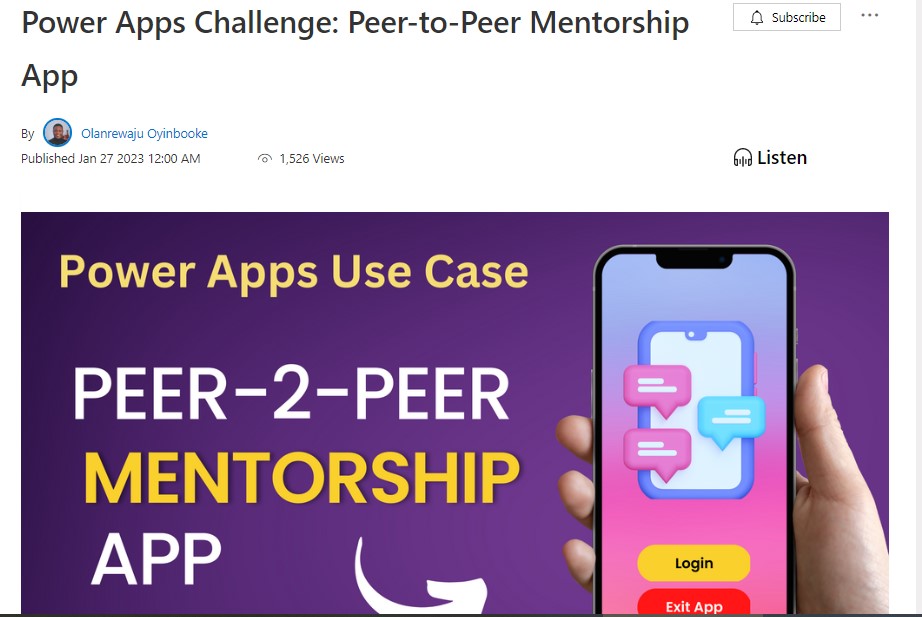 Power Apps Challenge: Peer-to-Peer Mentorship
App
Subscribe
By Olanrewaju Oyinbooke
Published Jan 27 2023 12:00 AM
1,526 Views
Listen
Power Apps Use Case
PEER-2-PEER
MENTORSHIP
APP
Login
Exit App